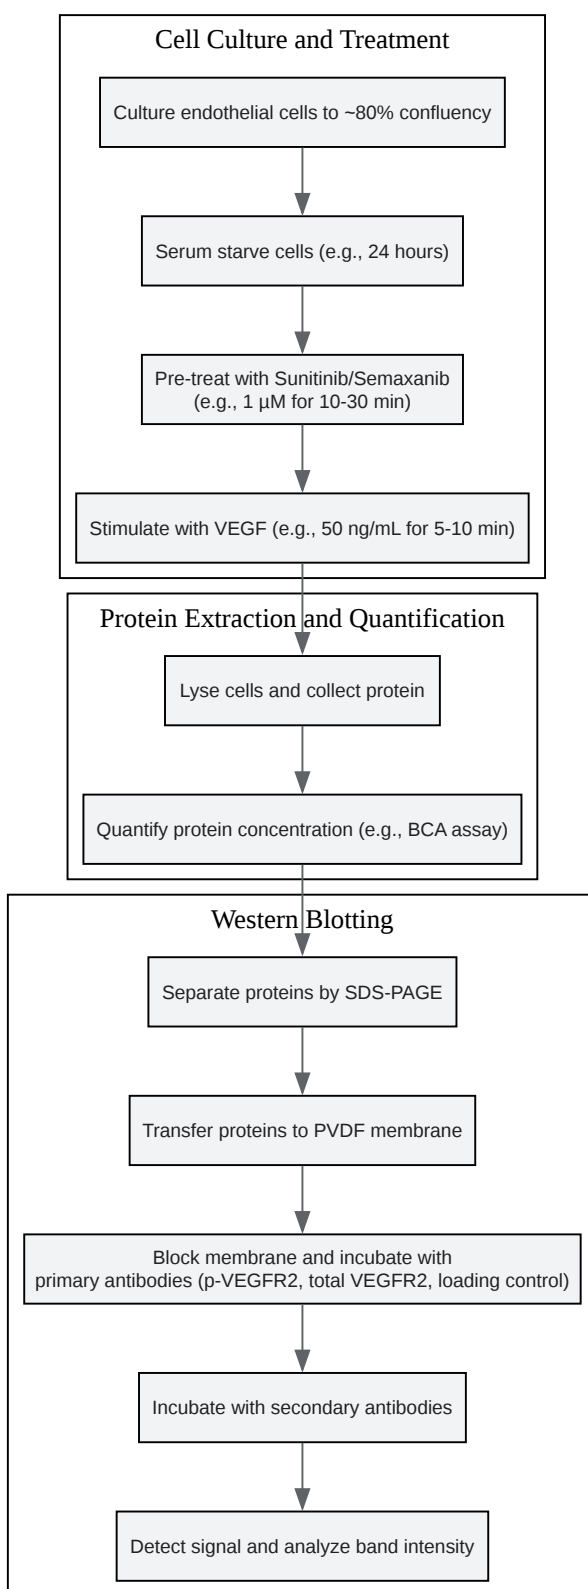 Cell Culture and Treatment
Culture endothelial cells to ~80% confluency
Serum starve cells (e.g., 24 hours)
Pre-treat with Sunitinib/Semaxanib
(e.g., 1 µM for 10-30 min)
Stimulate with VEGF (e.g., 50 ng/mL for 5-10 min)
Protein Extraction and Quantification
Lyse cells and collect protein
Quantify protein concentration (e.g., BCA assay)
Western Blotting
Separate proteins by SDS-PAGE
Transfer proteins to PVDF membrane
Block membrane and incubate with
primary antibodies (p-VEGFR2, total VEGFR2, loading control)
Incubate with secondary antibodies
Detect signal and analyze band intensity